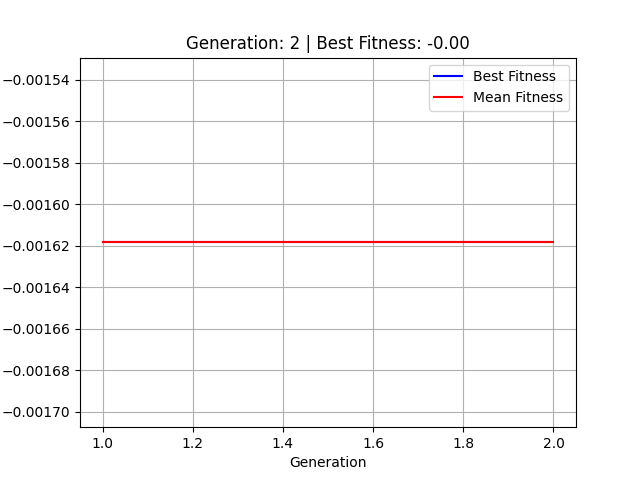 Generation: 2 | Best Fitness: -0.00
Best Fitness
Mean Fitness
−0.00154
−0.00156
−0.00158
−0.00160
−0.00162
−0.00164
−0.00166
−0.00168
−0.00170
1.0 1.2 1.4 1.6 1.8 2.0
Generation